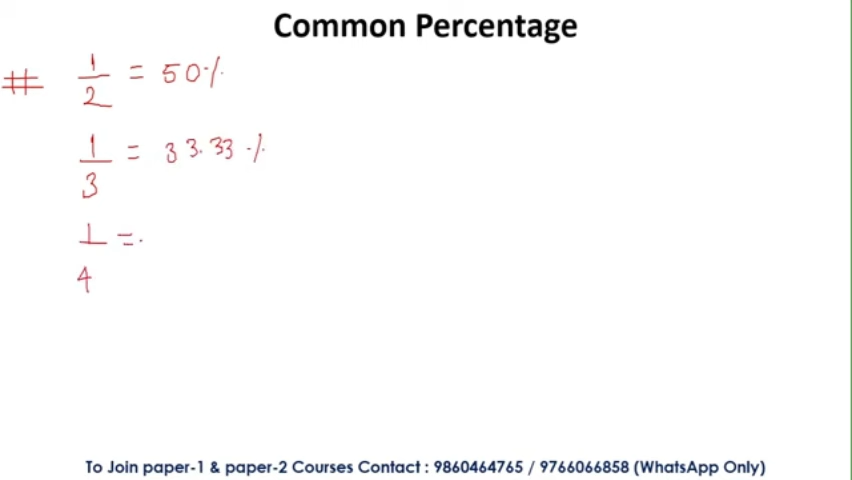 Common Percentage
# 1/2 = 50%
1/3 = 33.33 %
1/4 =
To Join paper-1 & paper-2 Courses Contact : 9860464765 / 9766066858 (WhatsApp Only)